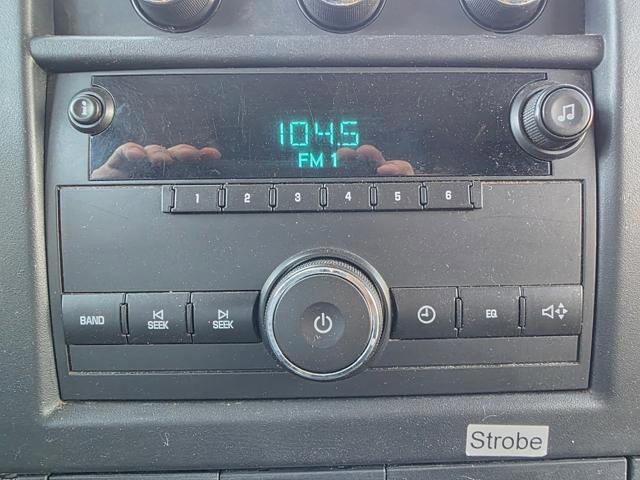 104.5
FM 1
1 2 3 4 5 6
BAND SEEK SEEK EQ
Strobe